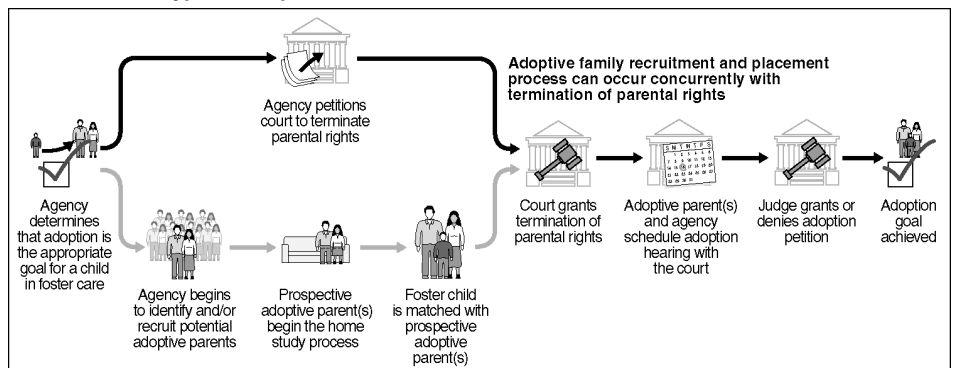 Adoptive family recruitment and placement
process can occur concurrently with
termination of parental rights
Agency petitions
court to terminate
parental rights
Agency
determines
that adoption is
the appropriate
goal for a child
in foster care
Agency begins
to identify and/or
recruit potential
adoptive parents
Prospective
adoptive parent(s)
begin the home
study process
Foster child
is matched with
prospective
adoptive
parent(s)
Court grants
termination of
parental rights
S M T W T F S
Adoptive parent(s)
and agency
schedule adoption
hearing with
the court
Judge grants or
denies adoption
petition
Adoption
goal
achieved